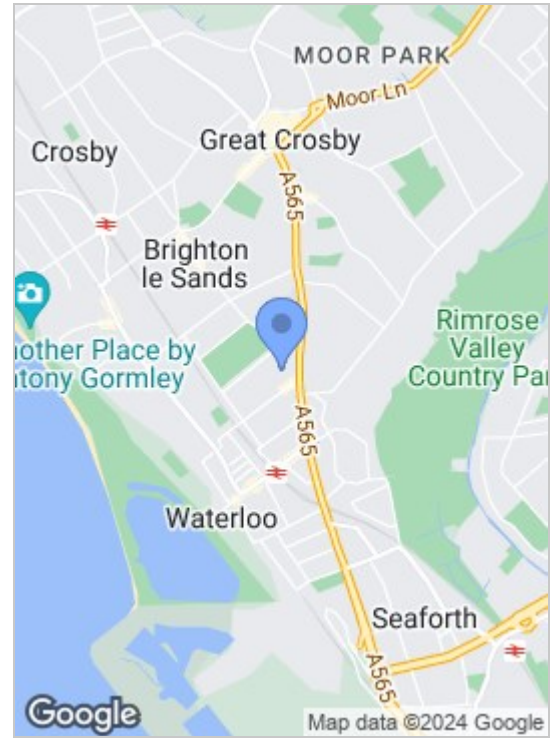 MOOR PARK
Moor Ln
Great Crosby
Crosby
A565
Brighton
le Sands
Rimrose
Valley
Country Par
nother Place by
ntony Gormley
A565
Waterloo
Seaforth
A565
Google
Map data ©2024 Google